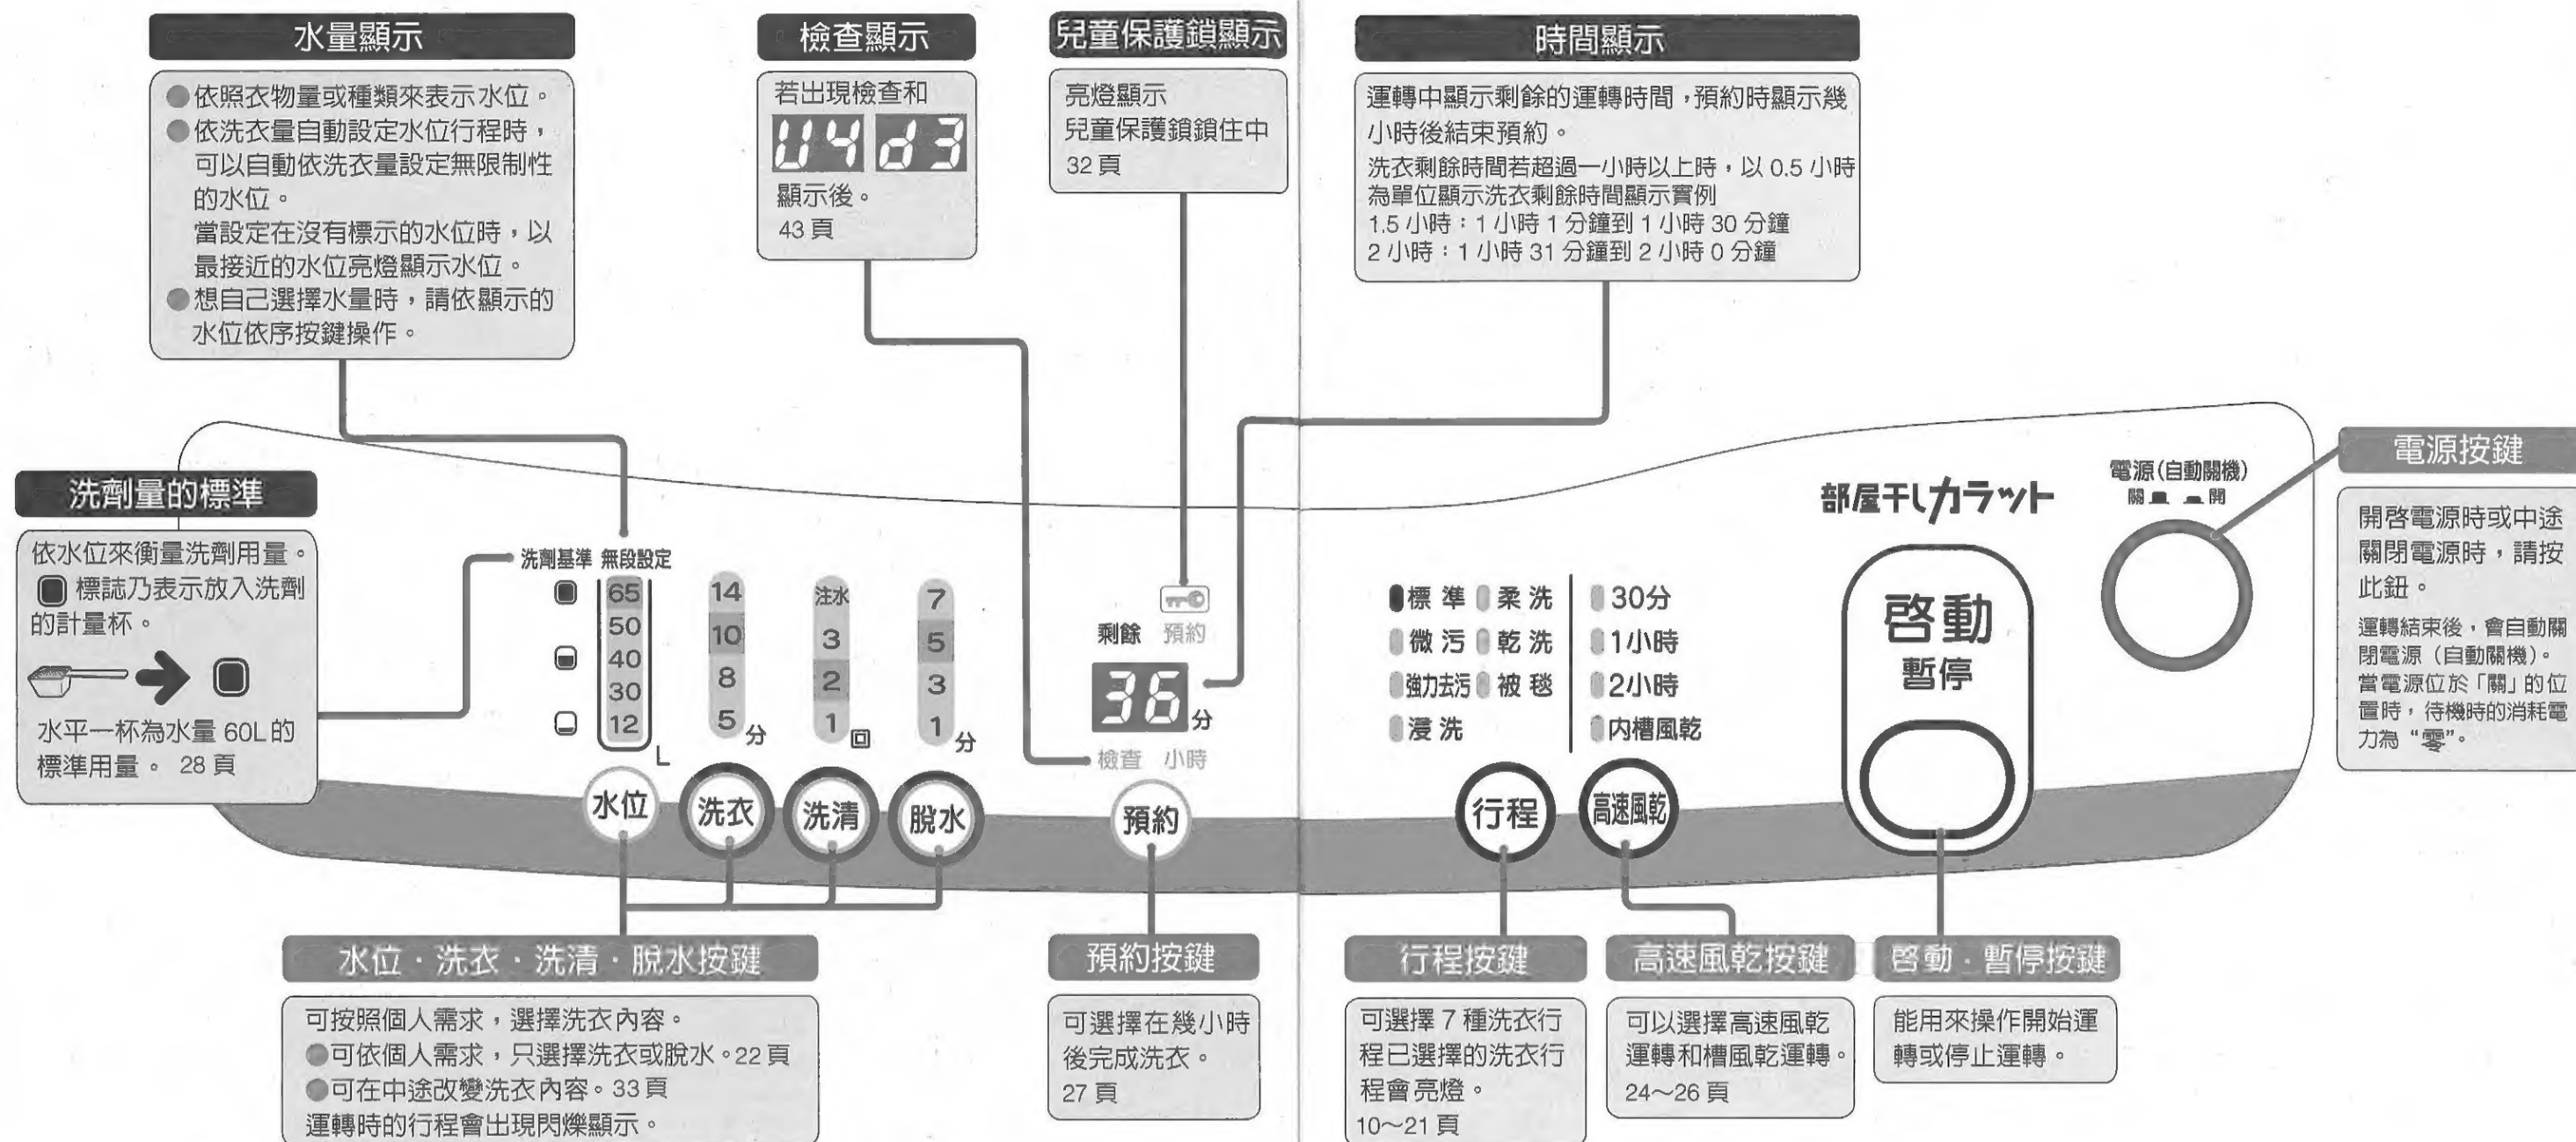 水量顯示
●依照衣物量或種類來表示水位。
●依洗衣量自動設定水位行程時，
可以自動依洗衣量設定無限制性
的水位。
當設定在沒有標示的水位時，以
最接近的水位亮燈顯示水位。
●想自己選擇水量時，請依顯示的
水位依序按鍵操作。
檢查顯示
若出現檢查和
U4 d3
顯示後。
43 頁
兒童保護鎖顯示
亮燈顯示
兒童保護鎖鎖住中
32 頁
時間顯示
運轉中顯示剩餘的運轉時間，預約時顯示幾
小時後結束預約。
洗衣剩餘時間若超過一小時以上時，以 0.5 小時
為單位顯示洗衣剩餘時間顯示實例
1.5 小時：1 小時 1 分鐘到 1 小時 30 分鐘
2 小時：1 小時 31 分鐘到 2 小時 0 分鐘
洗劑量的標準
依水位來衡量洗劑用量。
標誌乃表示放入洗劑
的計量杯。
水平一杯為水量 60L 的
標準用量。 28 頁
洗劑基準 無段設定
65
50
40
30
12
L
14
10
8
5
分
注水
3
2
1
回
7
5
3
1
分
剩餘 預約
36
分
檢查 小時
標準 柔洗
微污 乾洗
強力去污 被毯
浸洗
30分
1小時
2小時
內槽風乾
部屋干しカラット
啓動
暫停
電源(自動關機)
關 開
電源按鍵
開啓電源時或中途
關閉電源時，請按
此鈕。
運轉結束後，會自動關
閉電源（自動關機）。
當電源位於「關」的位
置時，待機時的消耗電
力為“零”。
水位
洗衣
洗清
脫水
預約
行程
高速風乾
水位．洗衣．洗清．脫水按鍵
可按照個人需求，選擇洗衣內容。
●可依個人需求，只選擇洗衣或脫水。22 頁
●可在中途改變洗衣內容。33 頁
運轉時的行程會出現閃爍顯示。
預約按鍵
可選擇在幾小時
後完成洗衣。
27 頁
行程按鍵
可選擇 7 種洗衣行
程已選擇的洗衣行
程會亮燈。
10～21 頁
高速風乾按鍵
可以選擇高速風乾
運轉和槽風乾運轉。
24～26 頁
啓動．暫停按鍵
能用來操作開始運
轉或停止運轉。